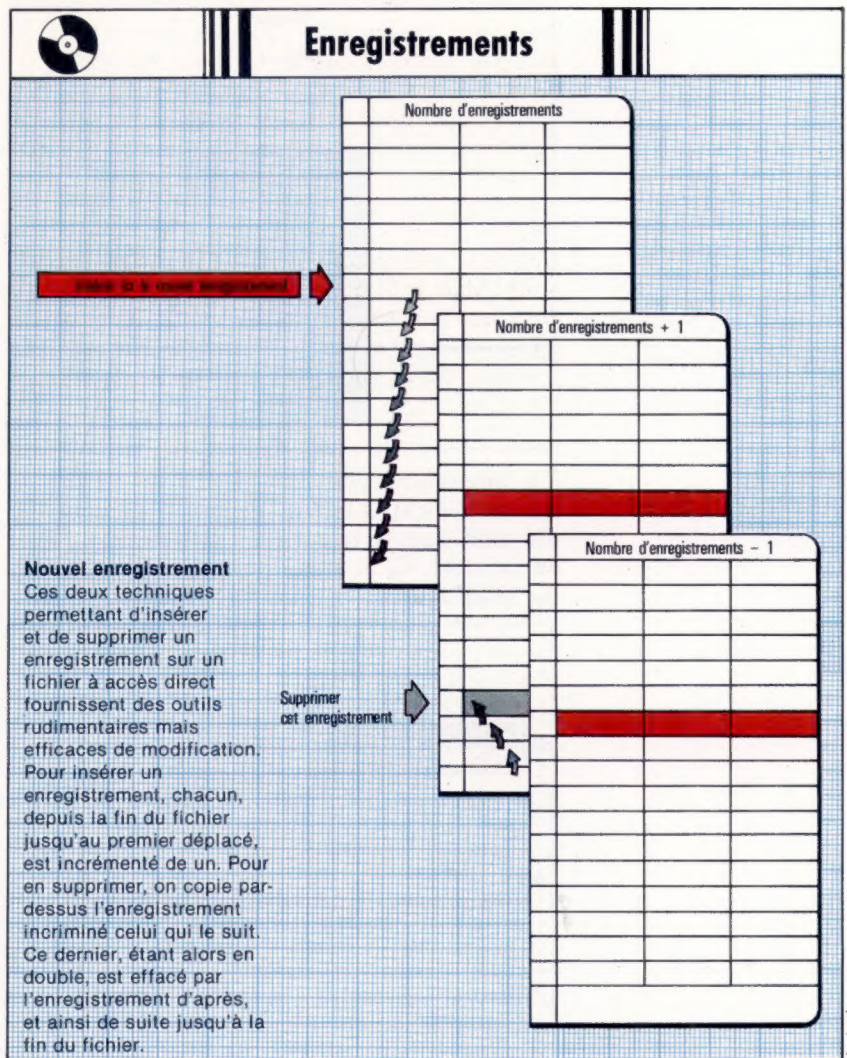 Enregistrements
Nombre d'enregistrements
Nombre d'enregistrements + 1
Nombre d'enregistrements – 1
Supprimer
cet enregistrement
Nouvel enregistrement
Ces deux techniques
permettant d'insérer
et de supprimer un
enregistrement sur un
fichier à accès direct
fournissent des outils
rudimentaires mais
efficaces de modification.
Pour insérer un
enregistrement, chacun,
depuis la fin du fichier
jusqu'au premier déplacé,
est incrémenté de un. Pour
en supprimer, on copie par-
dessus l'enregistrement
incriminé celui qui le suit.
Ce dernier, étant alors en
double, est effacé par
l'enregistrement d'après,
et ainsi de suite jusqu'à la
fin du fichier.